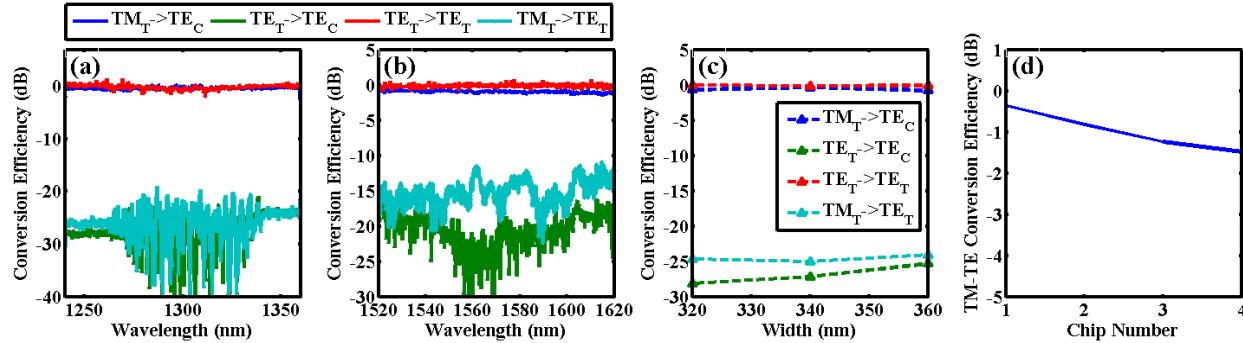 TM_T->TE_C TE_T->TE_C TE_T->TE_T TM_T->TE_T
(a)
Conversion Efficiency (dB)
5
0
-10
-20
-30
-40
1250 1300 1350
Wavelength (nm)
(b)
Conversion Efficiency (dB)
5
0
-5
-10
-15
-20
-25
-30
1520 1540 1560 1580 1600 1620
Wavelength (nm)
(c)
Conversion Efficiency (dB)
5
0
-5
-10
-15
-20
-25
-30
TM_T->TE_C
TE_T->TE_C
TE_T->TE_T
TM_T->TE_T
320 330 340 350 360
Width (nm)
(d)
TM-TE Conversion Efficiency (dB)
1
0
-1
-2
-3
-4
-5
1 2 3 4
Chip Number